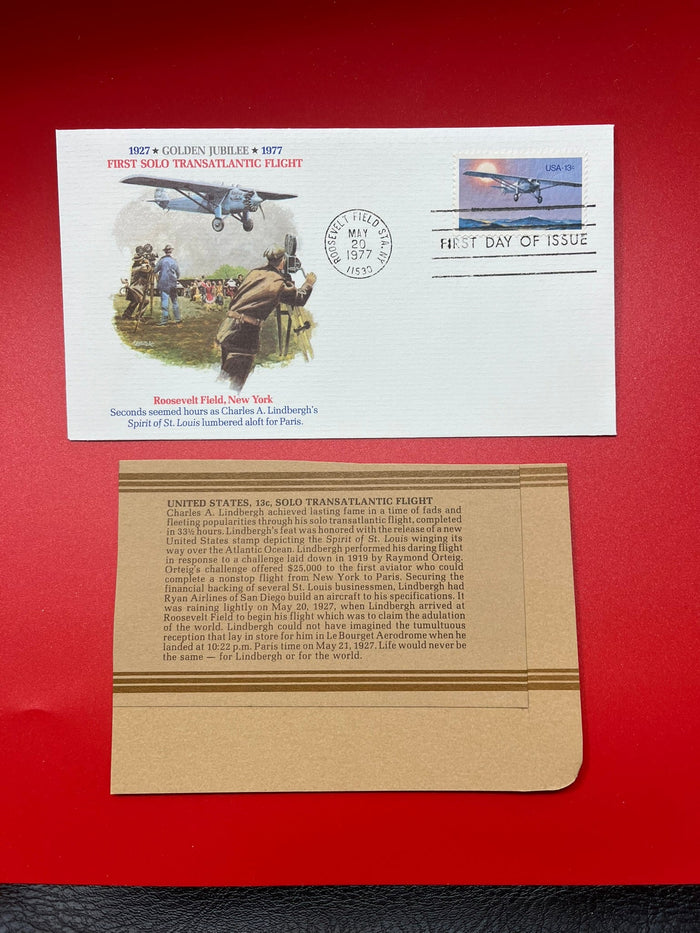 1927 ★ GOLDEN JUBILEE ★ 1977
FIRST SOLO TRANSATLANTIC FLIGHT
USA·13c
ROOSEVELT FIELD STA. NY
MAY
20
1977
11530
FIRST DAY OF ISSUE
Roosevelt Field, New York
Seconds seemed hours as Charles A. Lindbergh's
Spirit of St. Louis lumbered aloft for Paris.
UNITED STATES, 13c, SOLO TRANSATLANTIC FLIGHT
Charles A. Lindbergh achieved lasting fame in a time of fads and
fleeting popularities through his solo transatlantic flight, completed
in 33½ hours. Lindbergh's feat was honored with the release of a new
United States stamp depicting the Spirit of St. Louis winging its
way over the Atlantic Ocean. Lindbergh performed his daring flight
in response to a challenge laid down in 1919 by Raymond Orteig.
Orteig's challenge offered $25,000 to the first aviator who could
complete a nonstop flight from New York to Paris. Securing the
financial backing of several St. Louis businessmen, Lindbergh had
Ryan Airlines of San Diego build an aircraft to his specifications. It
was raining lightly on May 20, 1927, when Lindbergh arrived at
Roosevelt Field to begin his flight which was to claim the adulation
of the world. Lindbergh could not have imagined the tumultuous
reception that lay in store for him in Le Bourget Aerodrome when he
landed at 10:22 p.m. Paris time on May 21, 1927. Life would never be
the same — for Lindbergh or for the world.